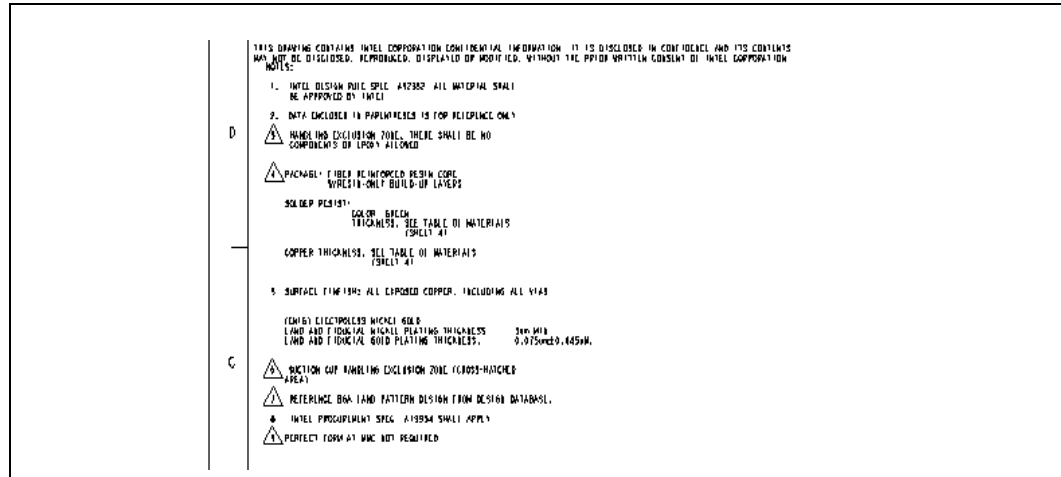 THIS DRAWING CONTAINS INTEL CORPORATION CONFIDENTIAL INFORMATION. IT IS DISCLOSED IN CONFIDENCE AND ITS CONTENTS
MAY NOT BE DISCLOSED, REPRODUCED, DISPLAYED OR MODIFIED, WITHOUT THE PRIOR WRITTEN CONSENT OF INTEL CORPORATION
NOTES:
1. INTEL DESIGN RULE SPEC ALL MATERIAL SHALL
BE APPROVED BY INTEL
2. DATA ENCLOSED IN PARENTHESES IS FOR REFERENCE ONLY
D
3 HANDLING EXCLUSION ZONE, THERE SHALL BE NO
COMPONENTS OR EPOXY ALLOWED
4 PACKAGE: FIBER REINFORCED RESIN CORE
W/RESIN-ONLY BUILD-UP LAYERS
SOLDER RESIST:
COLOR GREEN
THICKNESS, SEE TABLE OF MATERIALS
(SHEET 4)
COPPER THICKNESS, SEE TABLE OF MATERIALS
(SHEET 4)
5 SURFACE FINISH: ALL EXPOSED COPPER, INCLUDING ALL VIAS
(ENIG) ELECTROLESS NICKEL GOLD
LAND AND FIDUCIAL NICKEL PLATING THICKNESS
LAND AND FIDUCIAL GOLD PLATING THICKNESS.
C
6 SUCTION CUP HANDLING EXCLUSION ZONE (CROSS-HATCHED
AREA)
7 REFERENCE BGA LAND PATTERN DESIGN FROM DESIGN DATABASE.
8 INTEL PROCUREMENT SPEC A19954 SHALL APPLY
9 PERFECT FORM AT MMC NOT REQUIRED